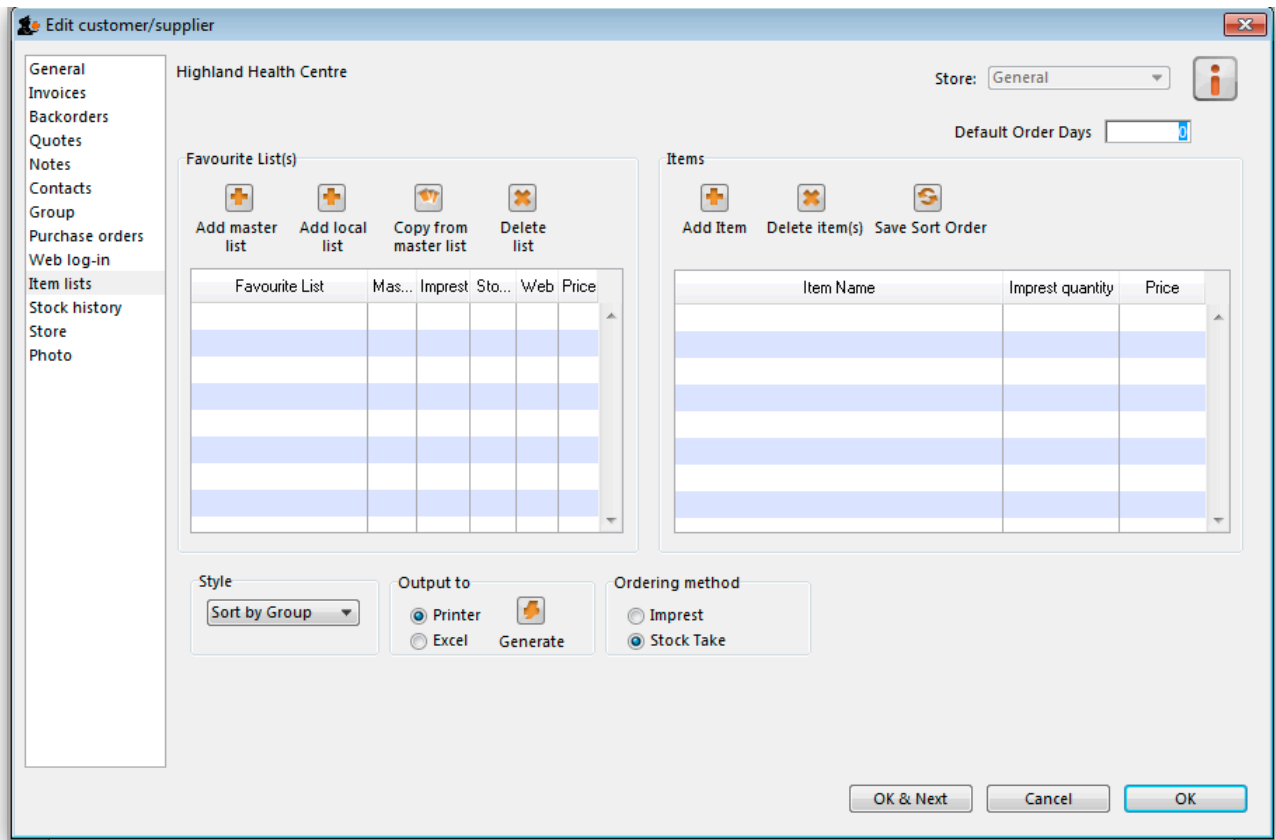 Edit customer/supplier
General
Invoices
Backorders
Quotes
Notes
Contacts
Group
Purchase orders
Web log-in
Item lists
Stock history
Store
Photo
Highland Health Centre
Store: General
Default Order Days 0
Favourite List(s)
Add master list
Add local list
Copy from master list
Delete list
Favourite List Mas... Imprest Sto... Web Price
Items
Add Item Delete item(s) Save Sort Order
Item Name Imprest quantity Price
Style
Sort by Group
Output to
Printer
Excel
Generate
Ordering method
Imprest
Stock Take
OK & Next Cancel OK